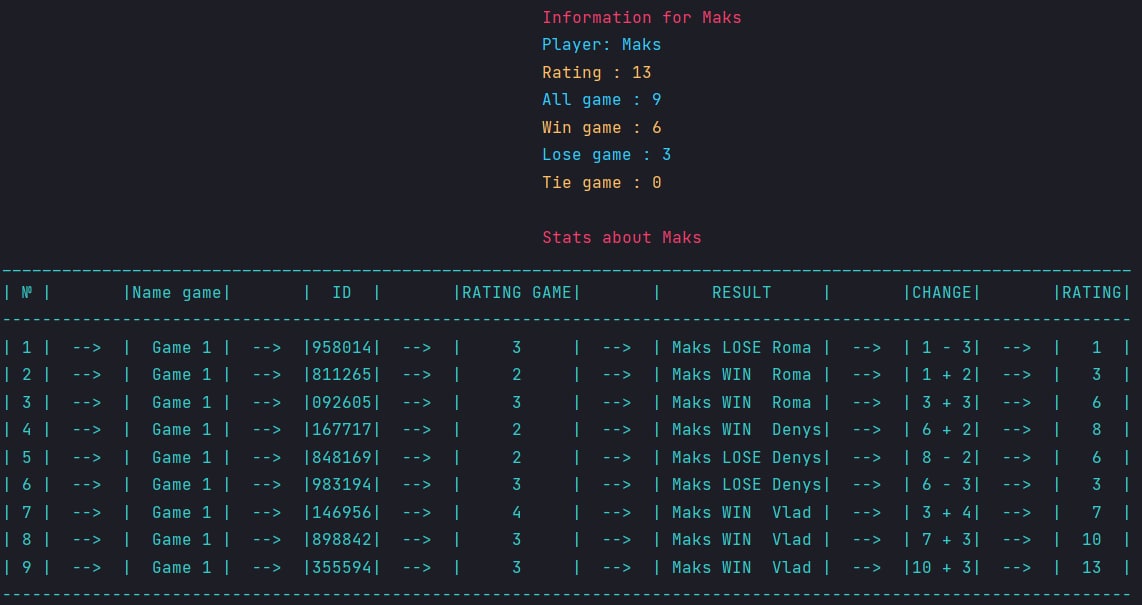 Information for Maks
Player: Maks
Rating : 13
All game : 9
Win game : 6
Lose game : 3
Tie game : 0
Stats about Maks
-----------------------------------------------------------------------------------------------------------------
| № |       |Name game|       |  ID  |       |RATING GAME|       |     RESULT     |       |CHANGE|       |RATING|
-----------------------------------------------------------------------------------------------------------------
| 1 |  -->  |  Game 1 |  -->  |958014|  -->  |     3     |  -->  | Maks LOSE Roma |  -->  | 1 - 3|  -->  |   1  |
| 2 |  -->  |  Game 1 |  -->  |811265|  -->  |     2     |  -->  | Maks WIN  Roma |  -->  | 1 + 2|  -->  |   3  |
| 3 |  -->  |  Game 1 |  -->  |092605|  -->  |     3     |  -->  | Maks WIN  Roma |  -->  | 3 + 3|  -->  |   6  |
| 4 |  -->  |  Game 1 |  -->  |167717|  -->  |     2     |  -->  | Maks WIN  Denys|  -->  | 6 + 2|  -->  |   8  |
| 5 |  -->  |  Game 1 |  -->  |848169|  -->  |     2     |  -->  | Maks LOSE Denys|  -->  | 8 - 2|  -->  |   6  |
| 6 |  -->  |  Game 1 |  -->  |983194|  -->  |     3     |  -->  | Maks LOSE Denys|  -->  | 6 - 3|  -->  |   3  |
| 7 |  -->  |  Game 1 |  -->  |146956|  -->  |     4     |  -->  | Maks WIN  Vlad |  -->  | 3 + 4|  -->  |   7  |
| 8 |  -->  |  Game 1 |  -->  |898842|  -->  |     3     |  -->  | Maks WIN  Vlad |  -->  | 7 + 3|  -->  |  10  |
| 9 |  -->  |  Game 1 |  -->  |355594|  -->  |     3     |  -->  | Maks WIN  Vlad |  -->  |10 + 3|  -->  |  13  |
-----------------------------------------------------------------------------------------------------------------